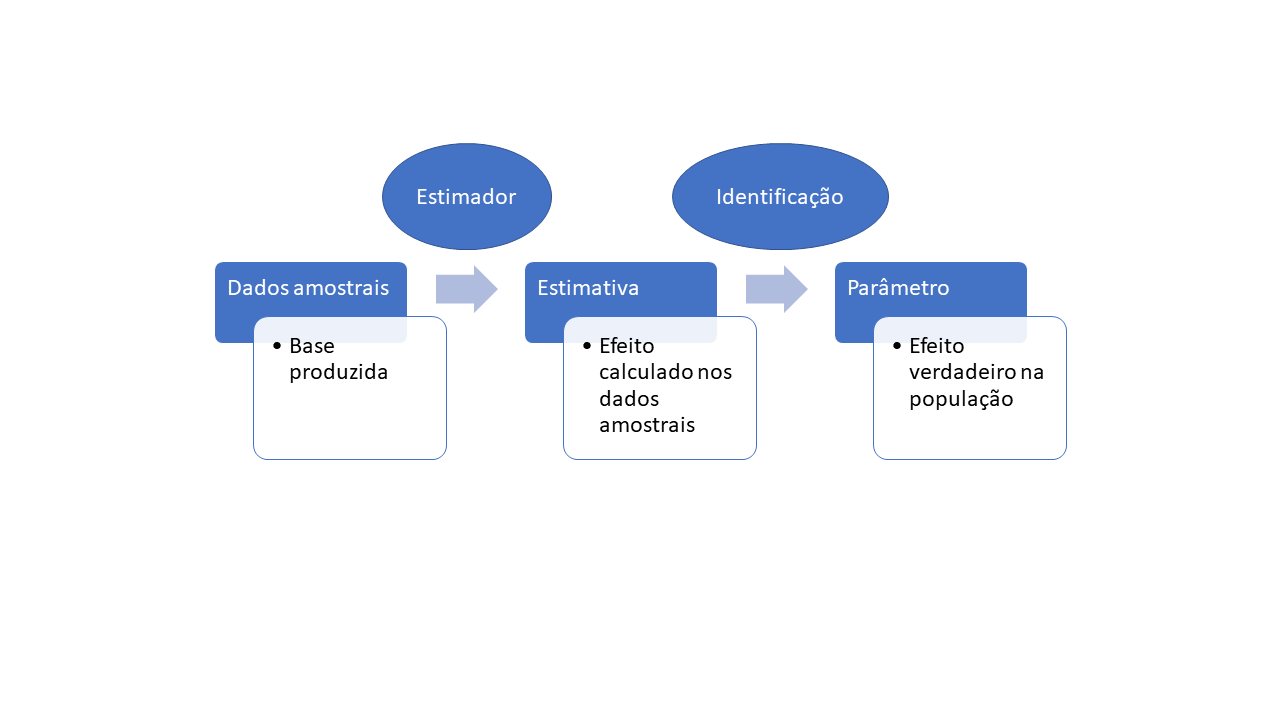 Estimador
Identificação
Dados amostrais
• Base
produzida
Estimativa
• Efeito
calculado nos
dados
amostrais
Parâmetro
• Efeito
verdadeiro na
população